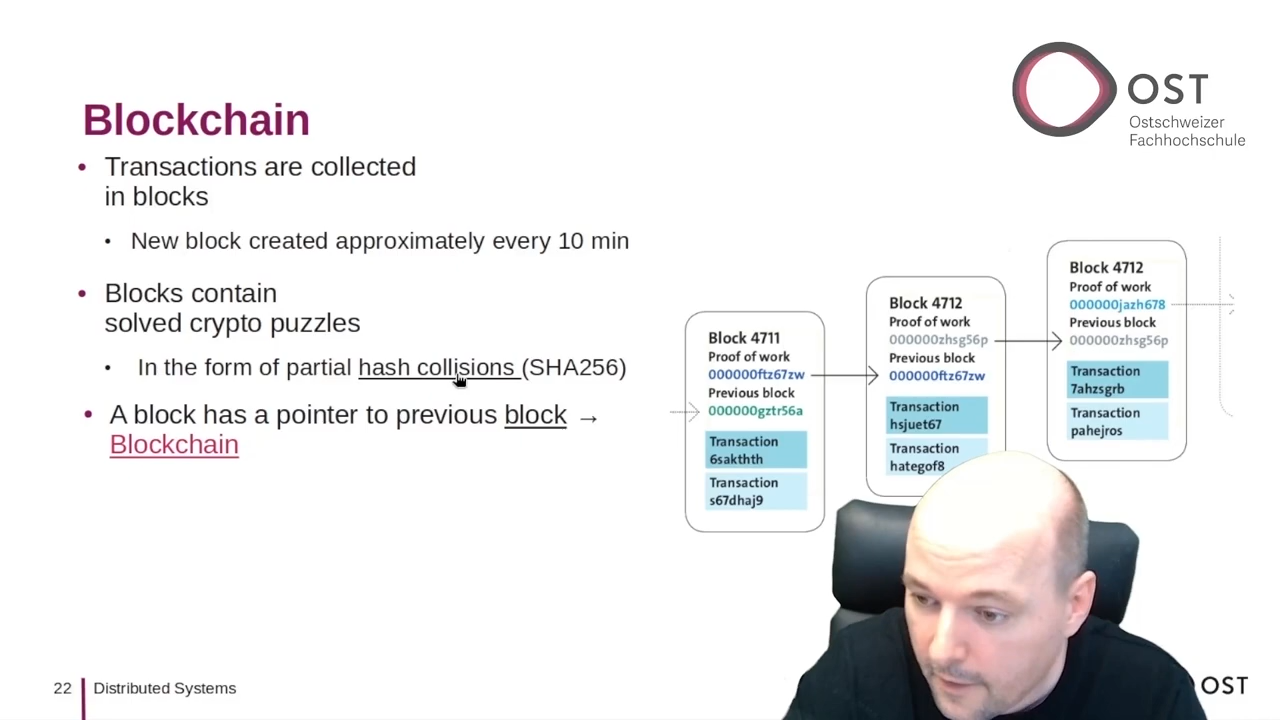 OST
Ostschweizer
Fachhochschule
Blockchain
• Transactions are collected
in blocks
• New block created approximately every 10 min
• Blocks contain
solved crypto puzzles
• In the form of partial hash collisions (SHA256)
• A block has a pointer to previous block →
Blockchain
Block 4711
Proof of work
000000ftz67zw
Previous block
000000gztr56a
Transaction
6sakthth
Transaction
s67dhaj9
Block 4712
Proof of work
000000zhsg56p
Previous block
000000ftz67zw
Transaction
hsjuet67
Transaction
hategof8
Block 4712
Proof of work
000000jazh678
Previous block
000000zhsg56p
Transaction
7ahzsgrb
Transaction
pahejros
22 Distributed Systems
OST